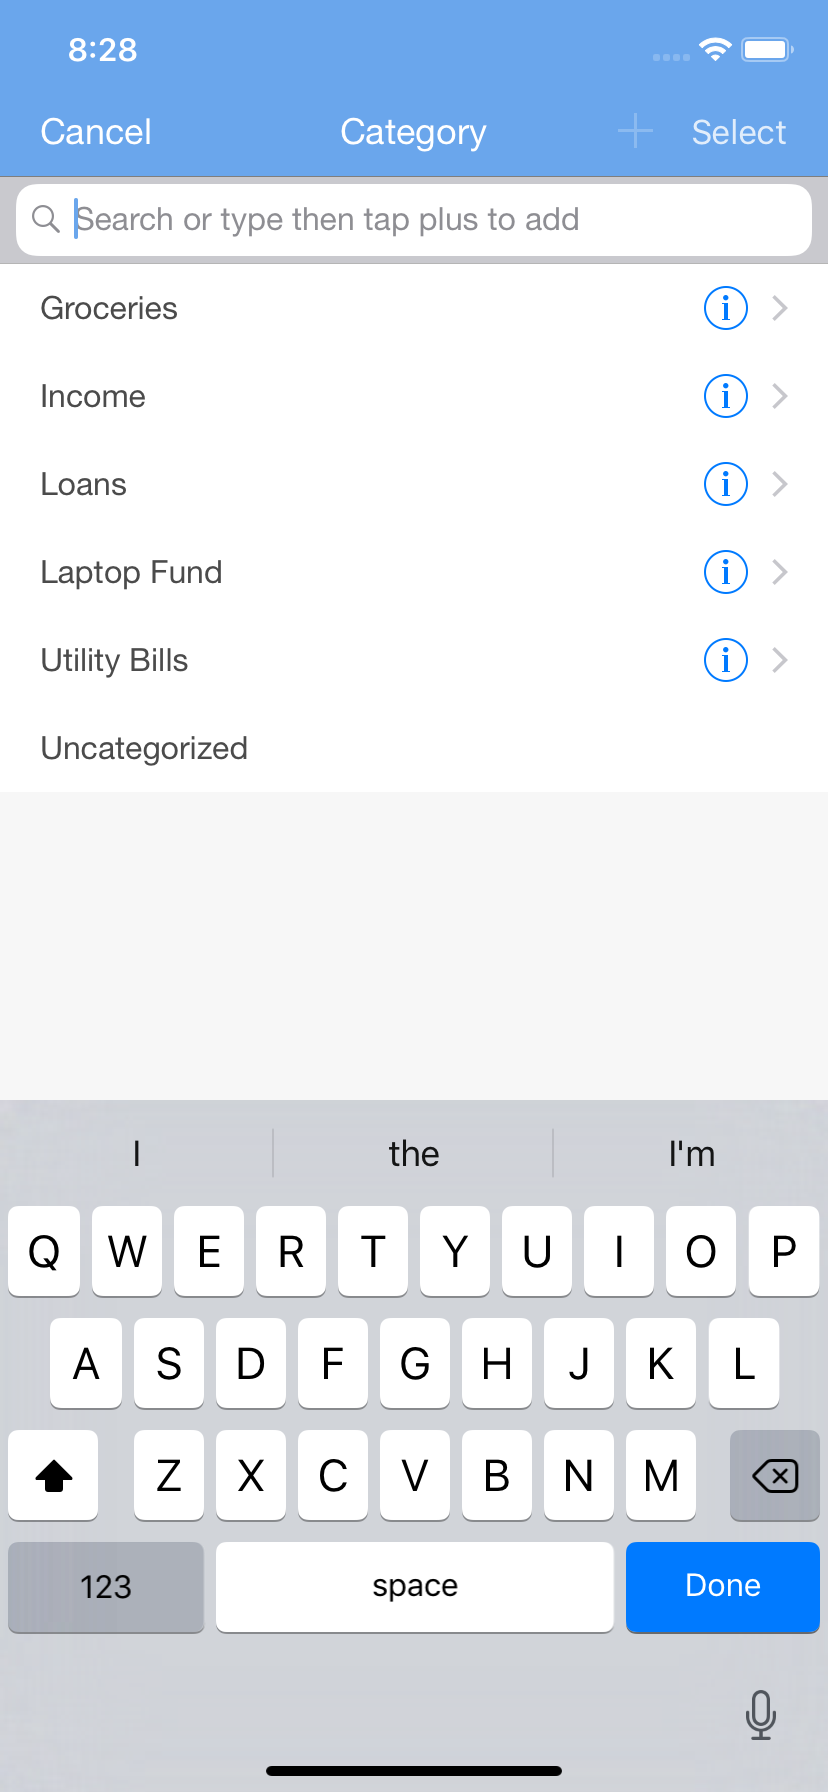 8:28
Cancel Category Select
Search or type then tap plus to add
Groceries
Income
Loans
Laptop Fund
Utility Bills
Uncategorized
I the I'm
Q W E R T Y U I O P
A S D F G H J K L
Z X C V B N M
123 space Done